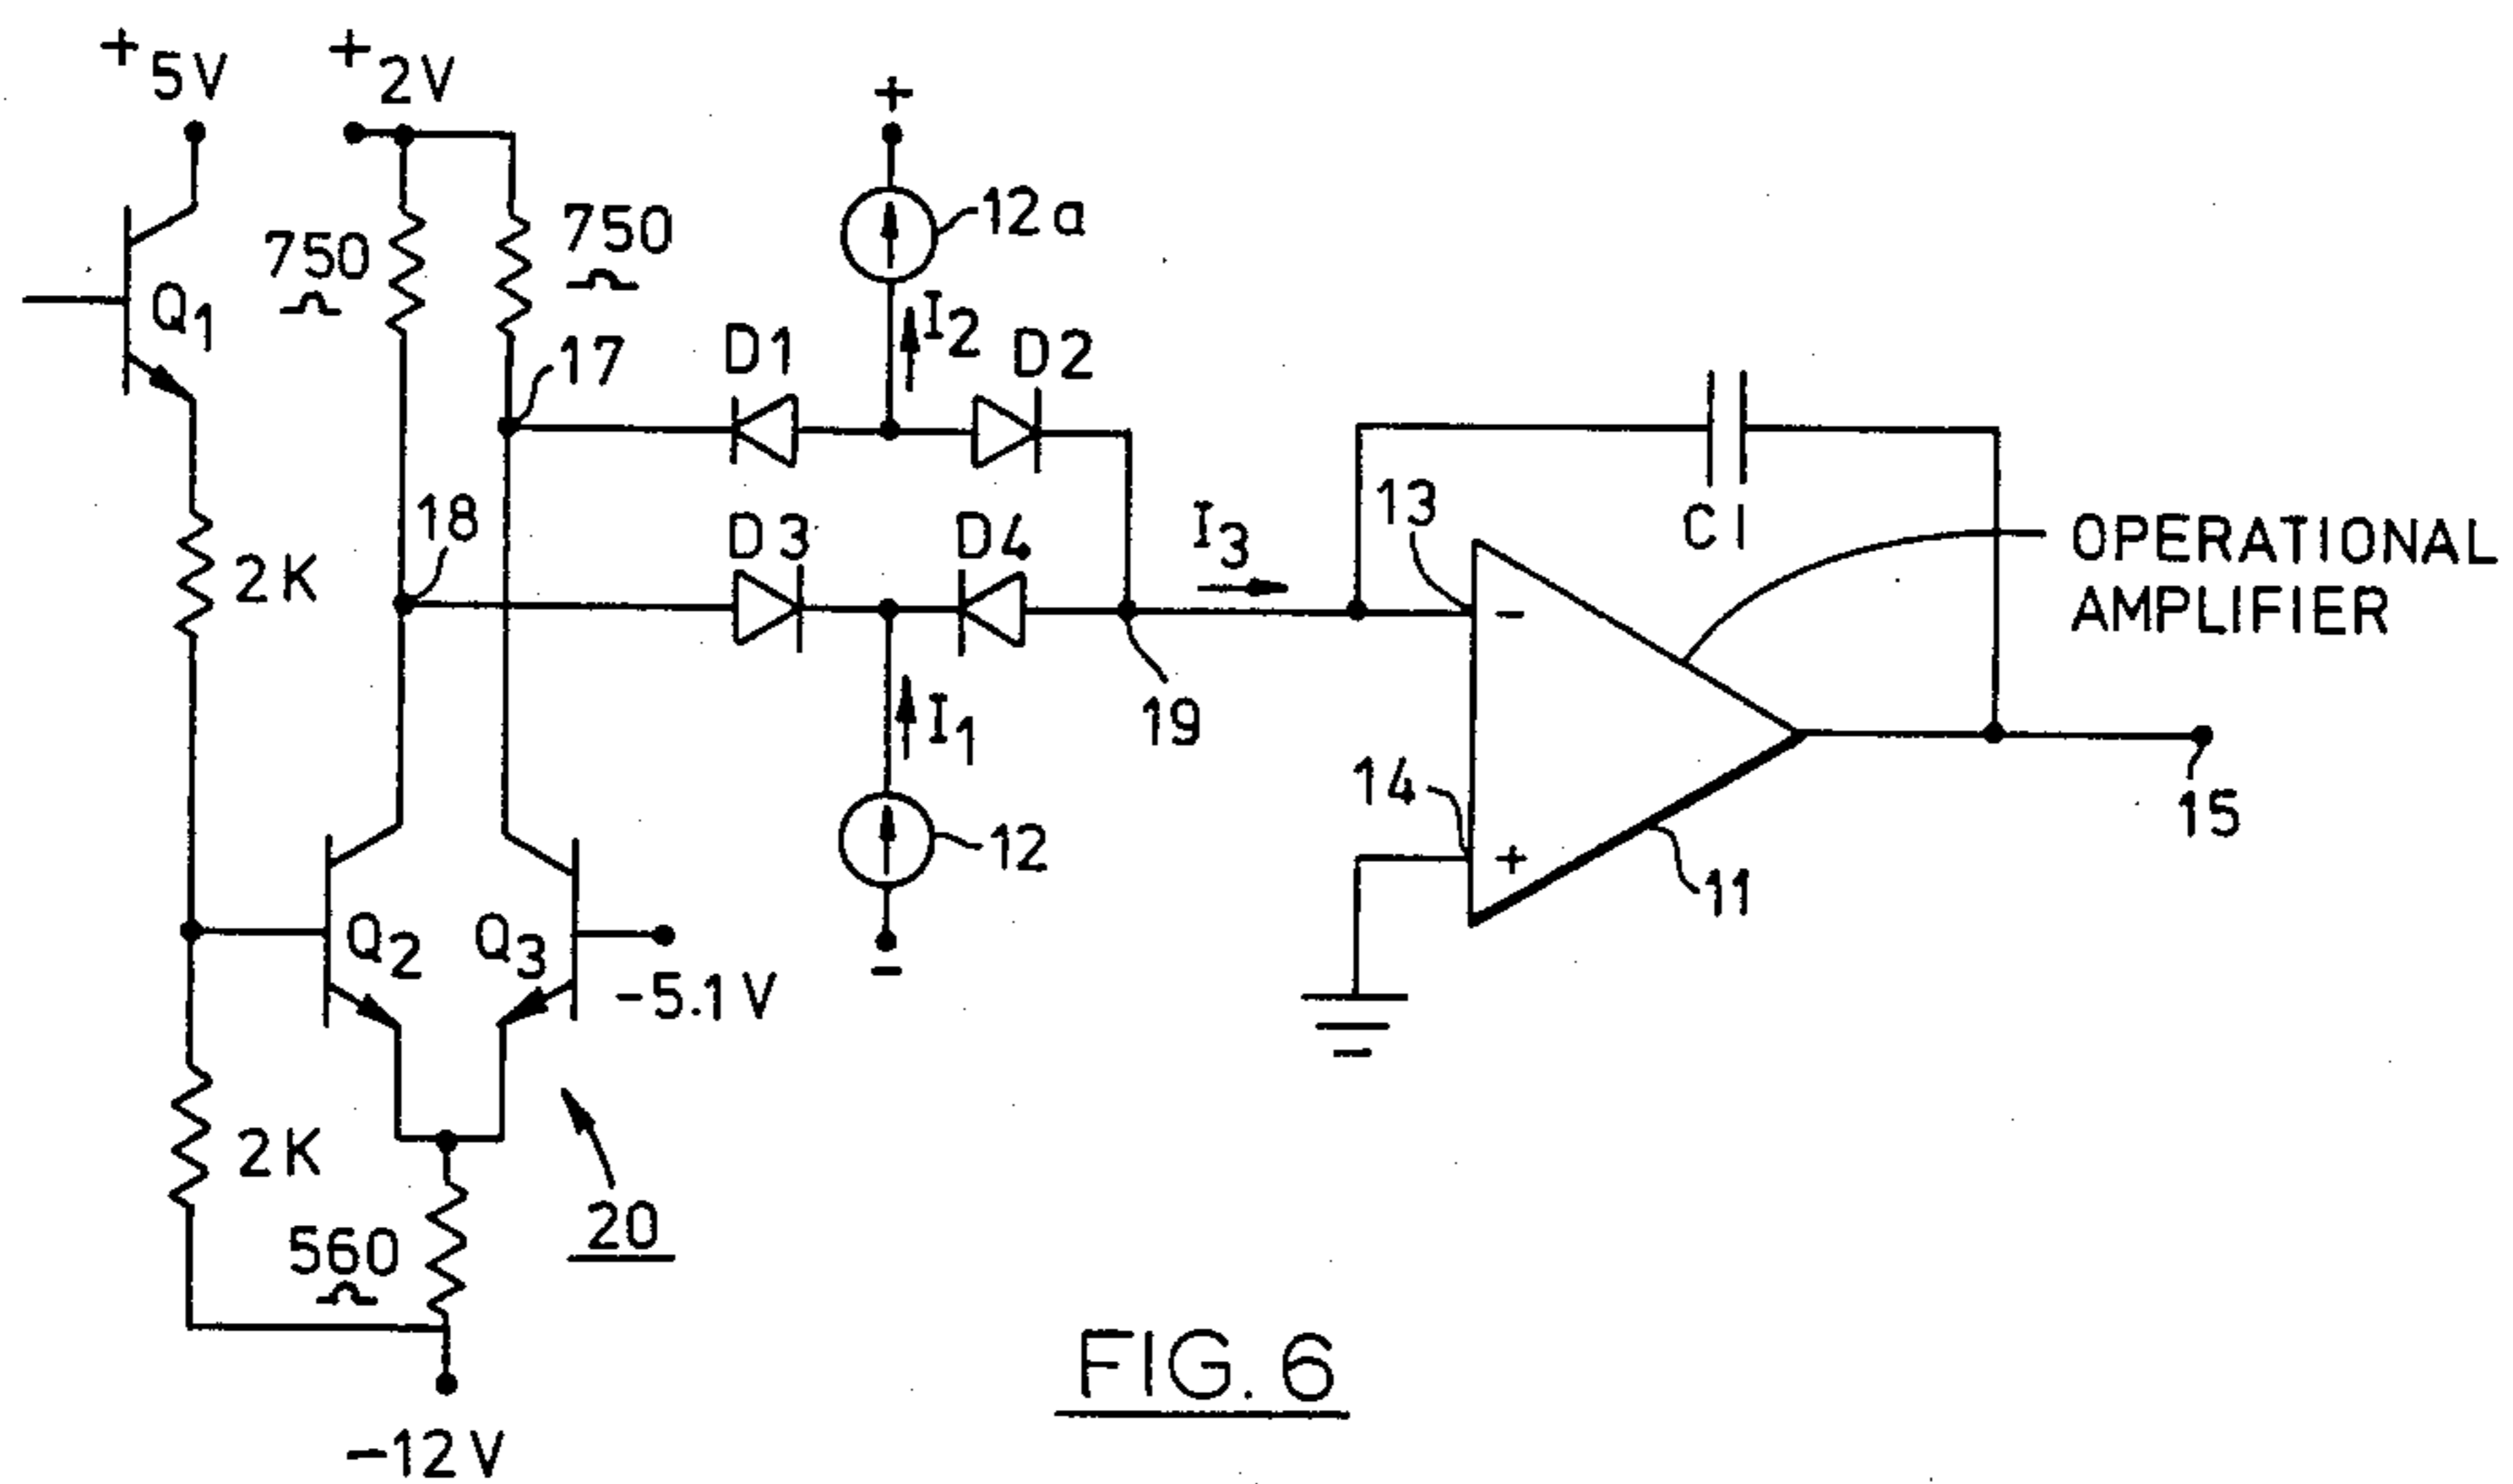 +5V
+2V
+
12a
750
Ω
750
Ω
Q1
17
D1
I2
D2
18
D3
D4
I3
13
C1
OPERATIONAL
AMPLIFIER
2K
19
I1
14
15
12
11
-
+
Q2
Q3
-5.1V
-
2K
20
560
Ω
FIG. 6
-12V